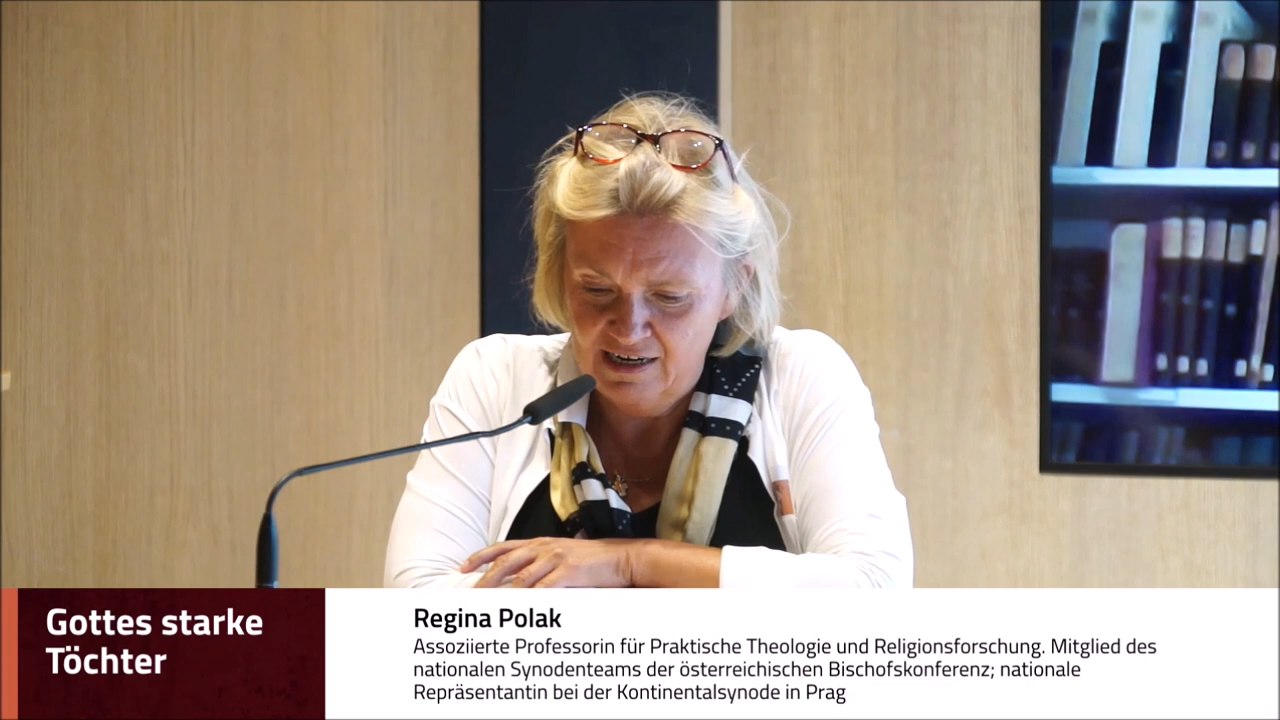 Gottes starke
Töchter
Regina Polak
Assoziierte Professorin für Praktische Theologie und Religionsforschung. Mitglied des
nationalen Synodenteams der österreichischen Bischofskonferenz; nationale
Repräsentantin bei der Kontinentalsynode in Prag